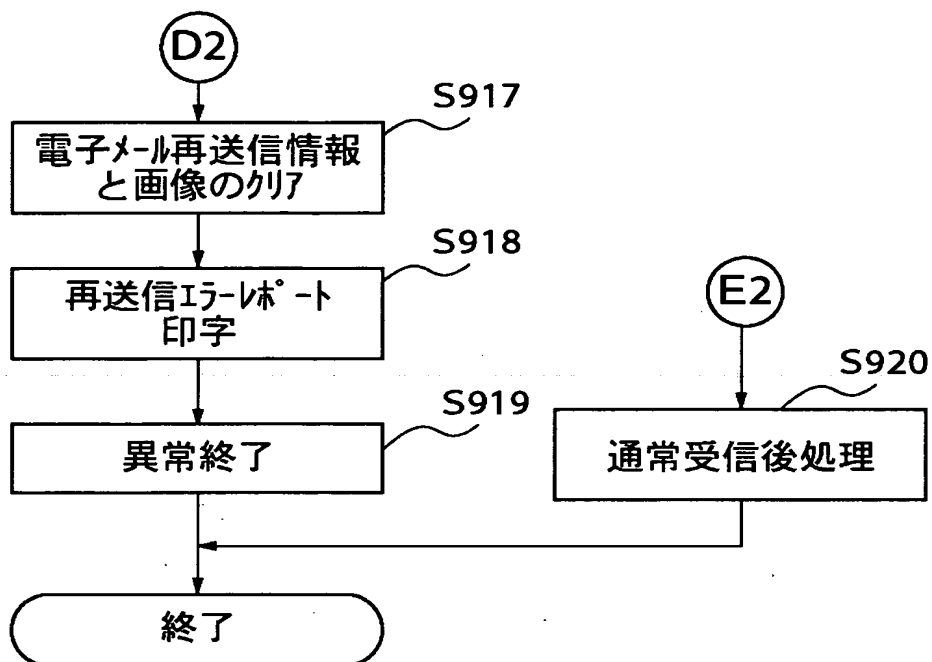 D2
S917
電子ﾒｰﾙ再送信情報
と画像のｸﾘｱ
S918
再送信ｴﾗｰﾚﾎﾟｰﾄ
印字
E2
S920
S919
異常終了
通常受信後処理
終了